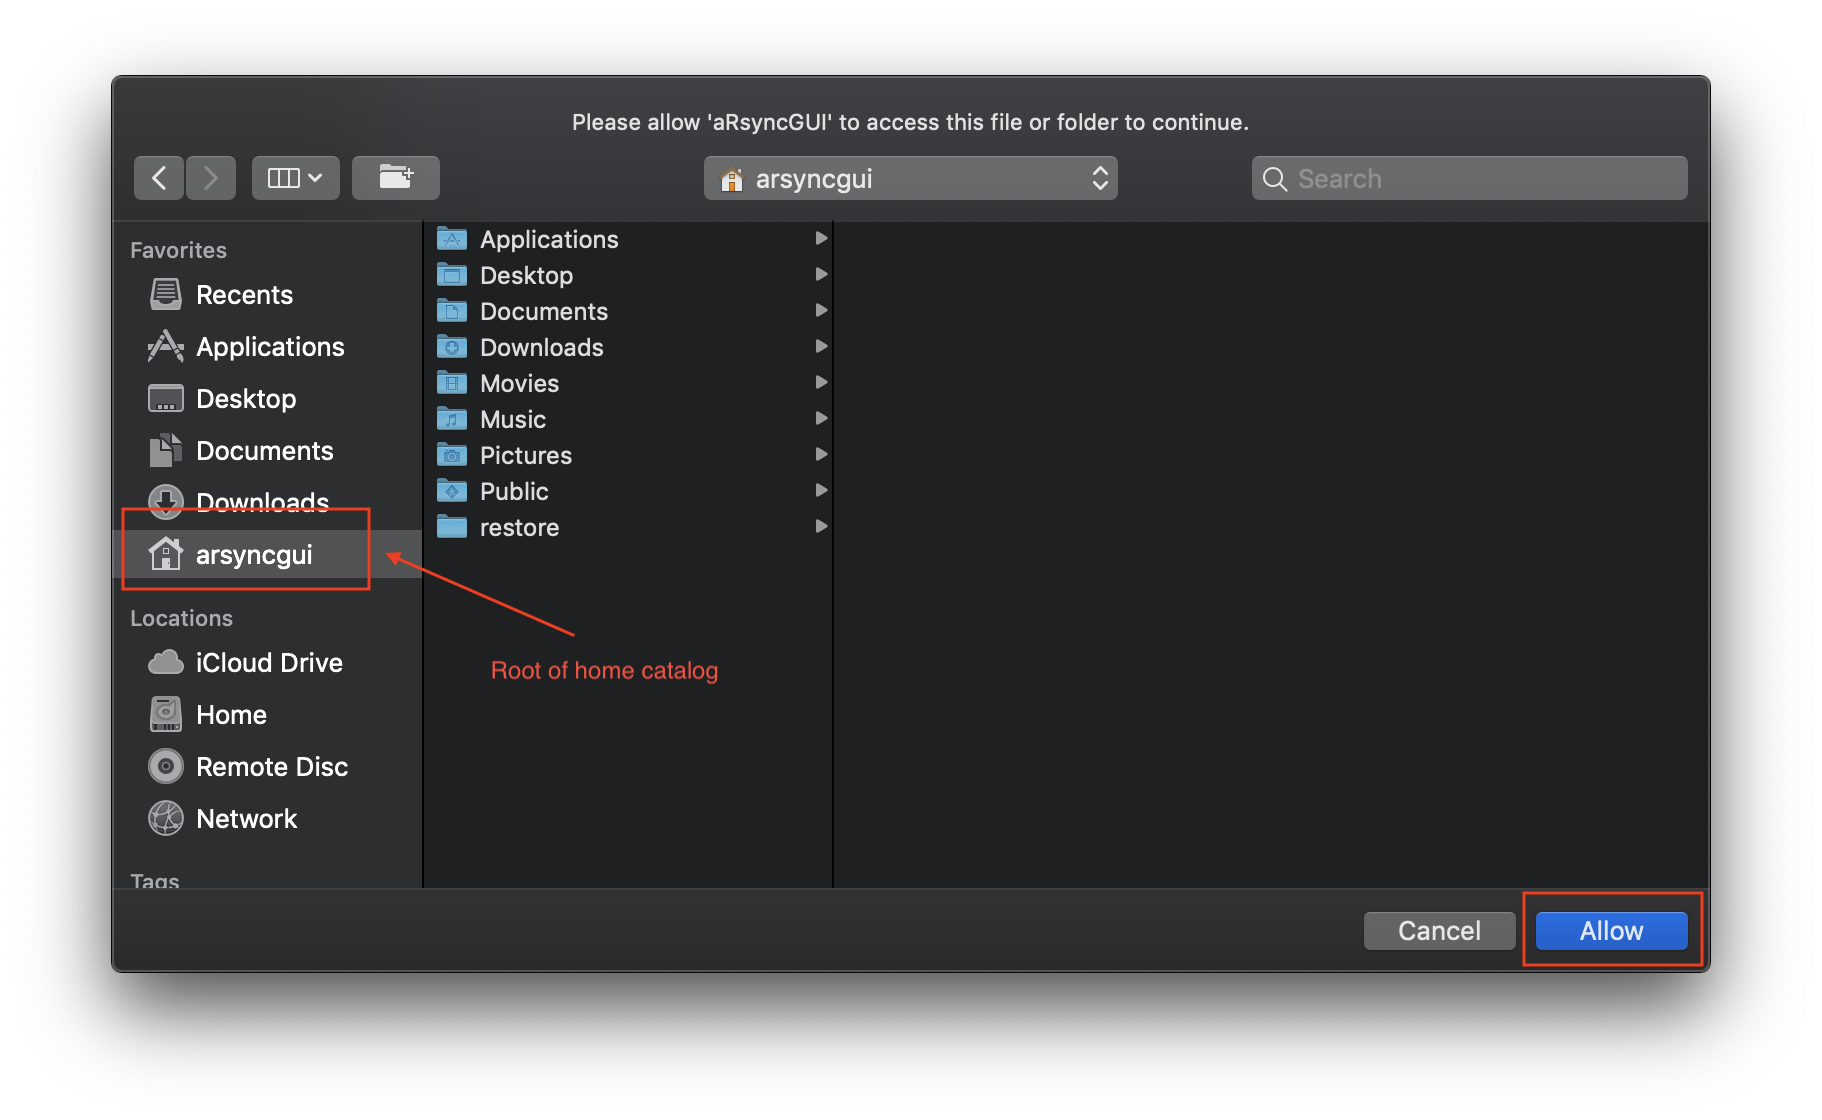 Please allow 'aRsyncGUI' to access this file or folder to continue.
arsyncgui
Search
Favorites
Recents
Applications
Desktop
Documents
Downloads
arsyncgui
Locations
iCloud Drive
Home
Remote Disc
Network
Tags
Applications
Desktop
Documents
Downloads
Movies
Music
Pictures
Public
restore
Root of home catalog
Cancel
Allow